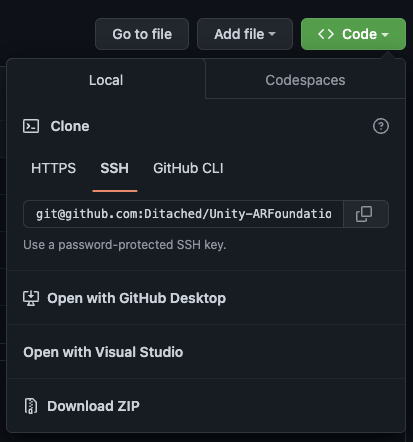 Go to file Add file Code
Local Codespaces
Clone
HTTPS SSH GitHub CLI
git@github.com:Ditached/Unity-ARFoundatio
Use a password-protected SSH key.
Open with GitHub Desktop
Open with Visual Studio
Download ZIP